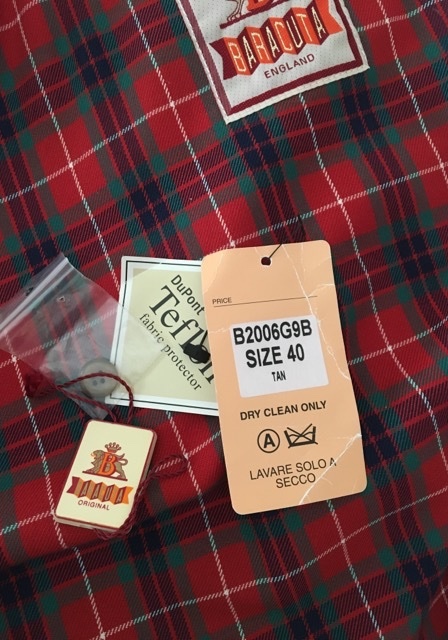 BARACUTA
ENGLAND
DuPont
Teflon
fabric protector
PRICE
B2006G9B
SIZE 40
TAN
DRY CLEAN ONLY
A
LAVARE SOLO A
SECCO
B
ORIGINAL